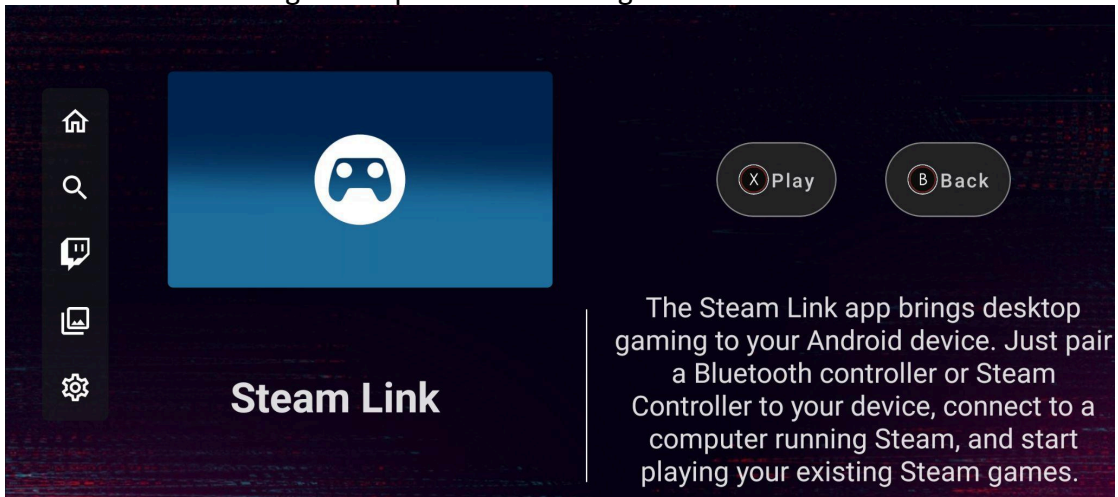 X Play
B Back
Steam Link
The Steam Link app brings desktop
gaming to your Android device. Just pair
a Bluetooth controller or Steam
Controller to your device, connect to a
computer running Steam, and start
playing your existing Steam games.